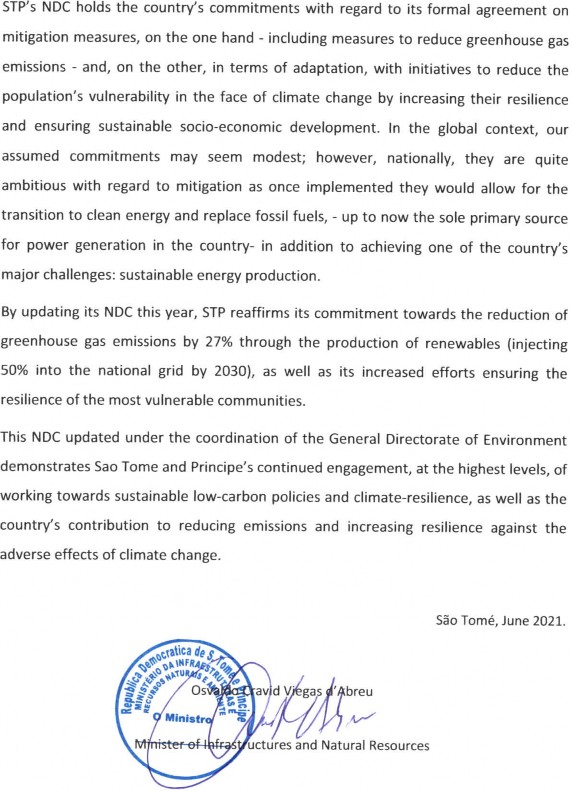 STP’s NDC holds the country’s commitments with regard to its formal agreement on
mitigation measures, on the one hand - including measures to reduce greenhouse gas
emissions - and, on the other, in terms of adaptation, with initiatives to reduce the
population’s vulnerability in the face of climate change by increasing their resilience
and ensuring sustainable socio-economic development. In the global context, our
assumed commitments may seem modest; however, nationally, they are quite
ambitious with regard to mitigation as once implemented they would allow for the
transition to clean energy and replace fossil fuels, - up to now the sole primary source
for power generation in the country- in addition to achieving one of the country’s
major challenges: sustainable energy production.
By updating its NDC this year, STP reaffirms its commitment towards the reduction of
greenhouse gas emissions by 27% through the production of renewables (injecting
50% into the national grid by 2030), as well as its increased efforts ensuring the
resilience of the most vulnerable communities.
This NDC updated under the coordination of the General Directorate of Environment
demonstrates Sao Tome and Principe’s continued engagement, at the highest levels, of
working towards sustainable low-carbon policies and climate-resilience, as well as the
country’s contribution to reducing emissions and increasing resilience against the
adverse effects of climate change.
São Tomé, June 2021.
Republica Democratica de S. Tomé e Principe
MINISTÉRIO DA INFRAESTRUTURAS E
RECURSOS NATURAIS E AMBIENTE
O Ministro
Osvaldo Cravid Viegas d’Abreu
Minister of Infrastructures and Natural Resources